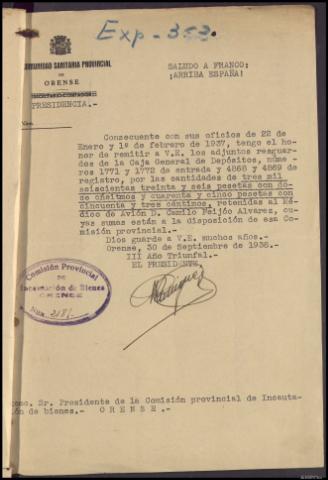 Exp-353.
COMUNIDAD SANITARIA PROVINCIAL
DE
ORENSE
PRESIDENCIA.-
SALUDO A FRANCO:
¡ARRIBA ESPAÑA!
Consecuente con sus oficios de 22 de
Enero y 1º de febrero de 1937, tengo el ho-
nor de remitir a V.E. los adjuntos resguar-
dos de la Caja General de Depósitos, núme-
ros 1771 y 1772 de entrada y 4868 y 4869 de
registro, por las cantidades de tres mil
seiscientas treinta y seis pesetas con do-
ce céntimos y cuarenta y cinco pesetas con
cincuenta y tres céntimos, retenidas al Mé-
dico de Avión D. Camilo Feijóo Alvarez, cu-
yas sumas están a la disposición de esa Co-
misión provincial.-
Dios guarde a V.E. muchos años.-
Orense, 30 de Septiembre de 1938.-
III Año Triunfal.-
EL PRESIDENTE,
Comisión Provincial
DE
Incautación de Bienes
ORENSE
Núm. 2181
Sr. Presidente de la Comisión provincial de Incauta-
ción de bienes.- ORENSE.-